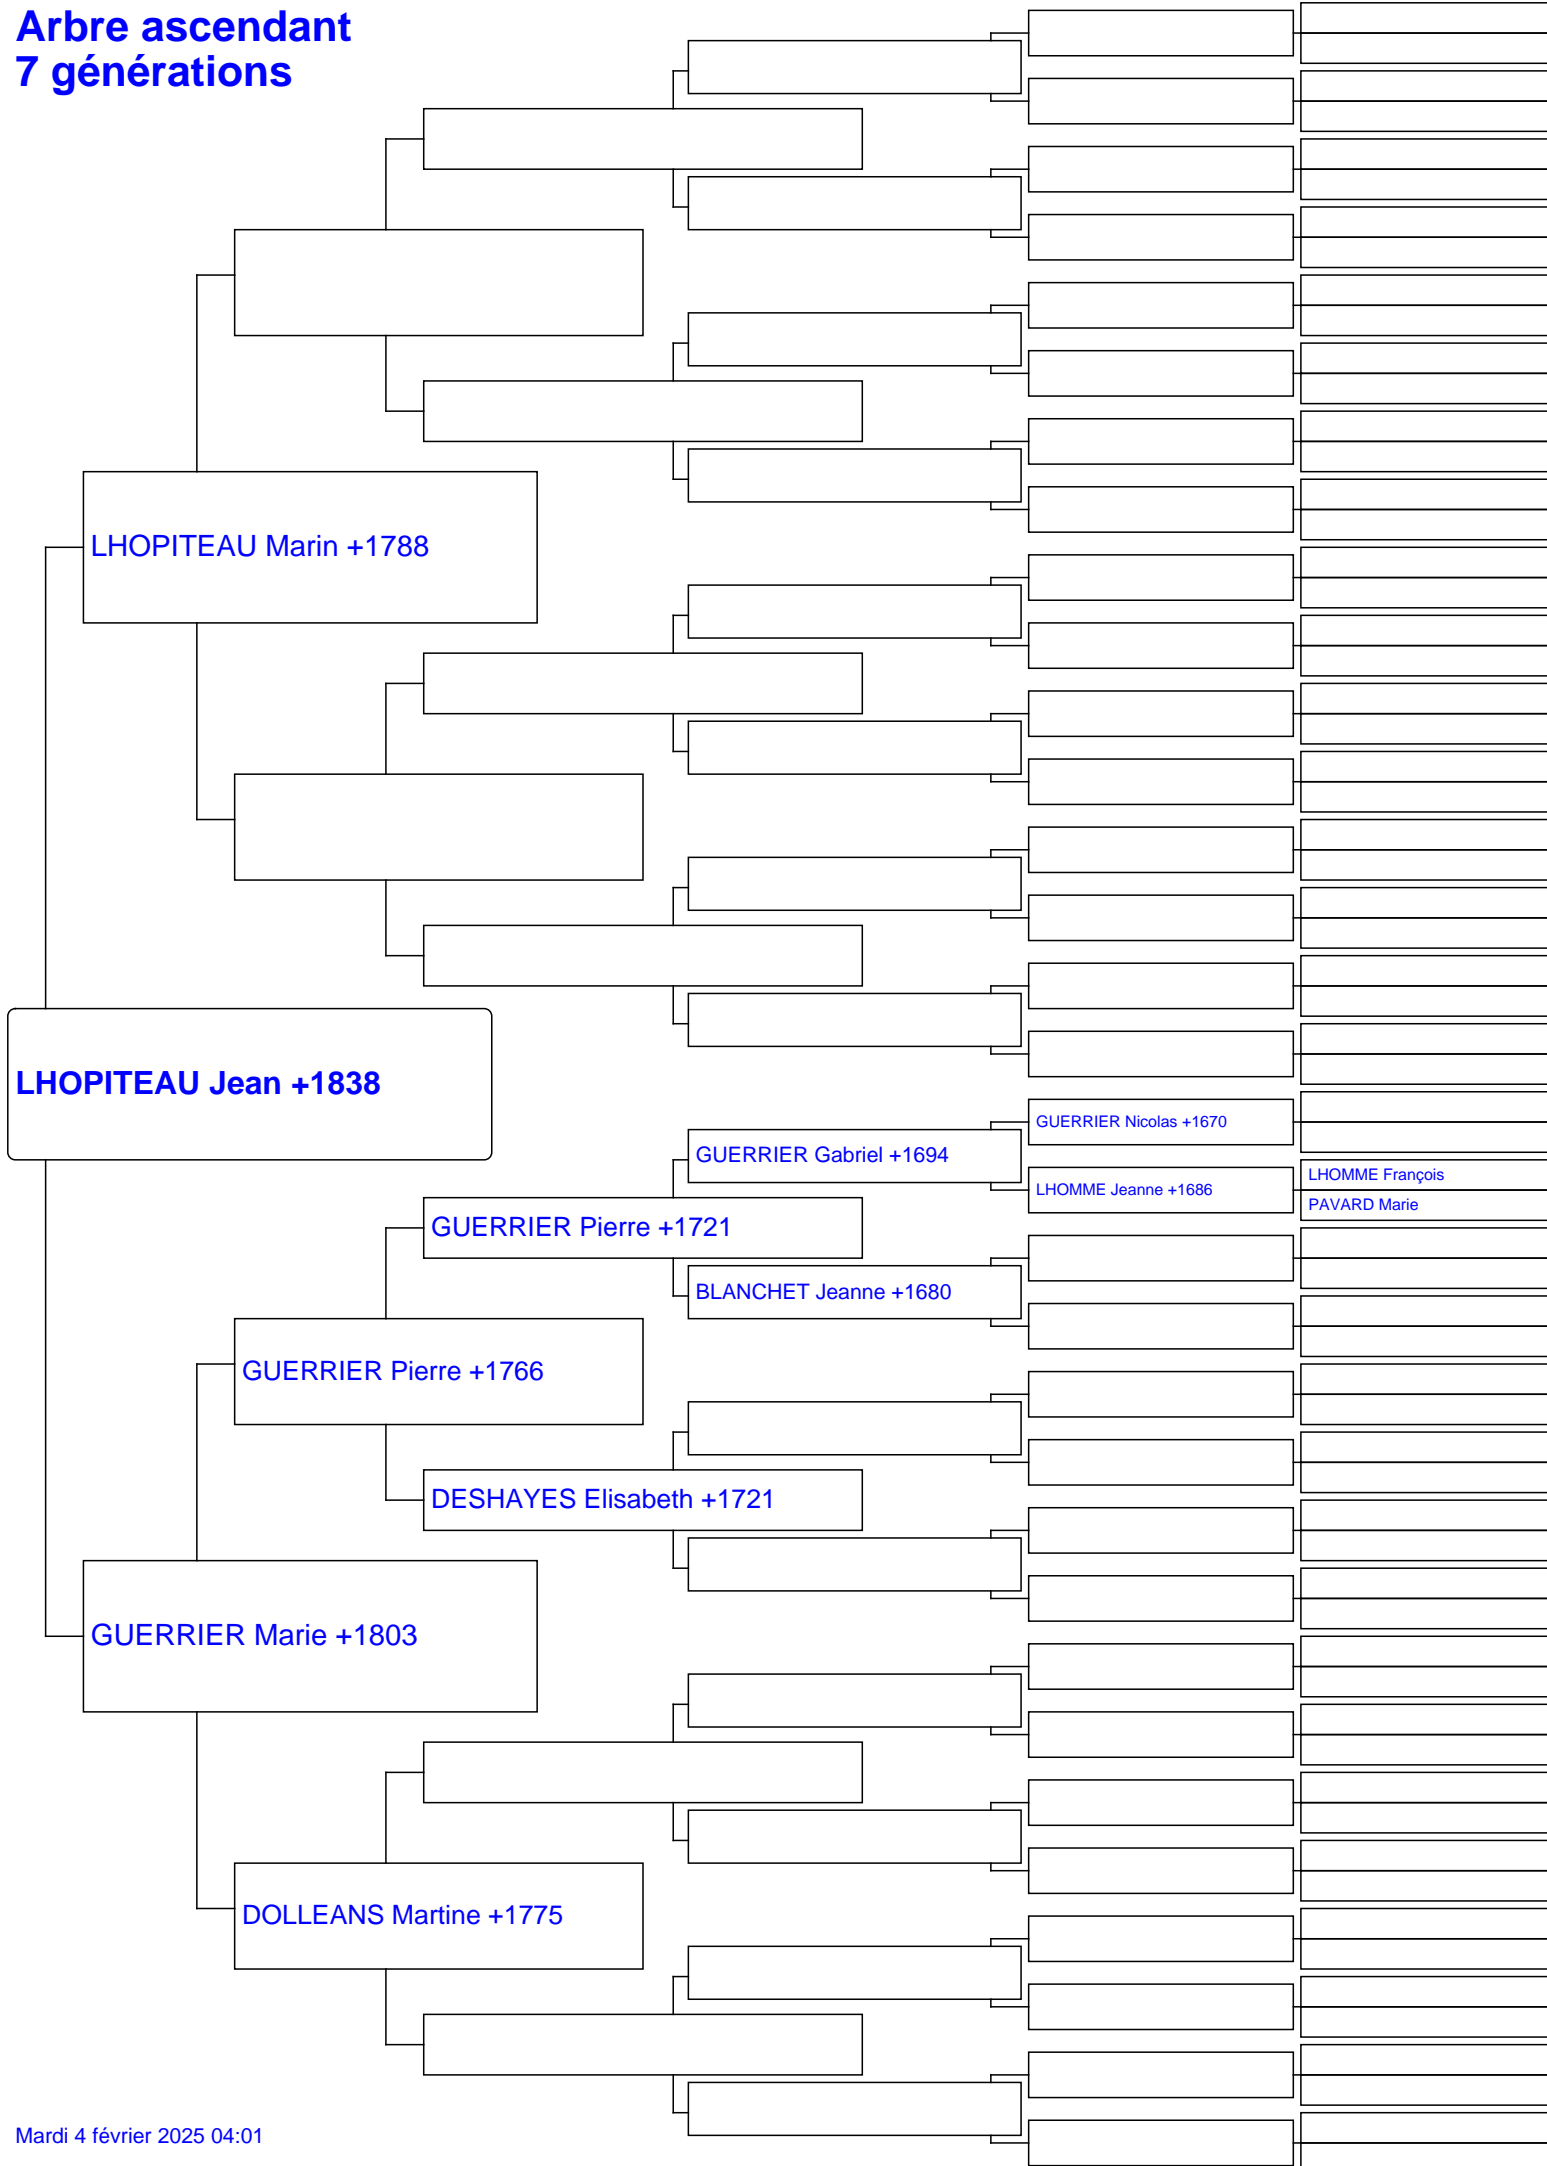 Arbre ascendant
7 générations
LHOPITEAU Marin +1788
LHOPITEAU Jean +1838
GUERRIER Nicolas +1670
GUERRIER Gabriel +1694
LHOMME François
LHOMME Jeanne +1686
PAVARD Marie
GUERRIER Pierre +1721
BLANCHET Jeanne +1680
GUERRIER Pierre +1766
DESHAYES Elisabeth +1721
GUERRIER Marie +1803
DOLLEANS Martine +1775
Mardi 4 février 2025 04:01